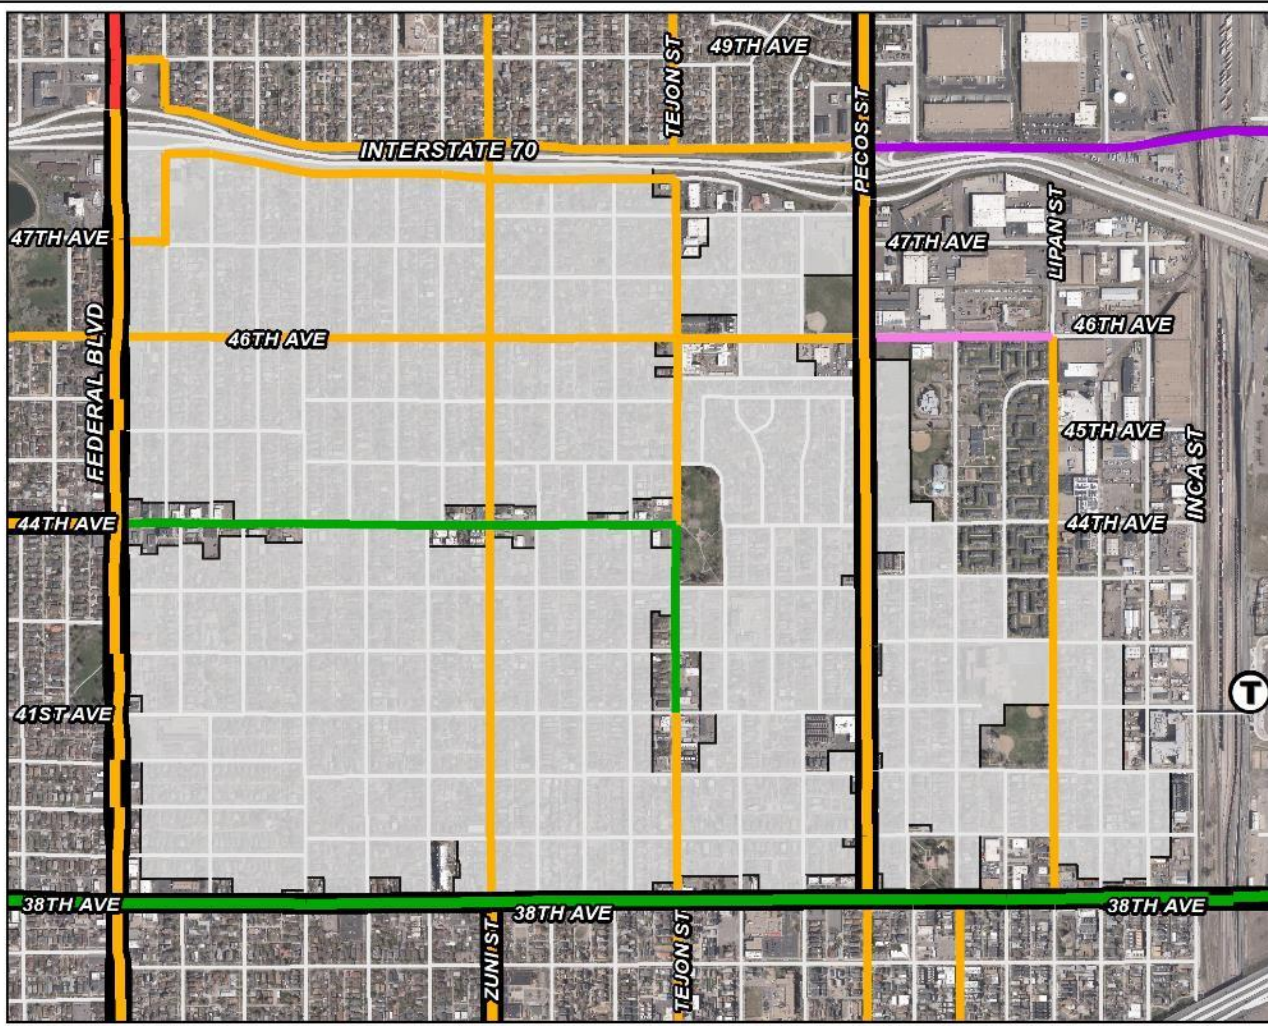 49TH AVE
TEJON ST
PECOS ST
INTERSTATE 70
LIPAN ST
47TH AVE
47TH AVE
46TH AVE
46TH AVE
FEDERAL BLVD
45TH AVE
INCA ST
44TH AVE
44TH AVE
T
41ST AVE
38TH AVE
38TH AVE
38TH AVE
ZUNI ST
TEJON ST